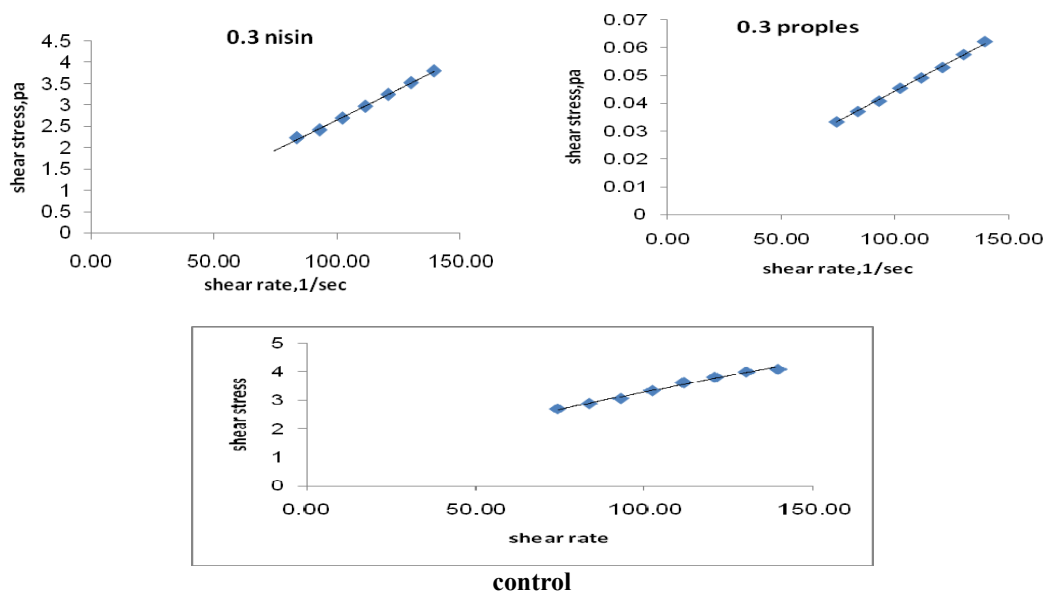 0.3 nisin
shear stress,pa
4.5
4
3.5
3
2.5
2
1.5
1
0.5
0
0.00 50.00 100.00 150.00
shear rate,1/sec
0.3 proples
shear stress,pa
0.07
0.06
0.05
0.04
0.03
0.02
0.01
0
0.00 50.00 100.00 150.00
shear rate,1/sec
shear stress
5
4
3
2
1
0
0.00 50.00 100.00 150.00
shear rate
control